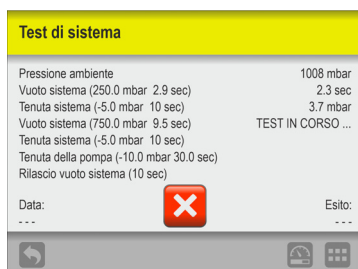 Test di sistema
Pressione ambiente 1008 mbar
Vuoto sistema (250.0 mbar 2.9 sec) 2.3 sec
Tenuta sistema (-5.0 mbar 10 sec) 3.7 mbar
Vuoto sistema (750.0 mbar 9.5 sec) TEST IN CORSO ...
Tenuta sistema (-5.0 mbar 10 sec)
Tenuta della pompa (-10.0 mbar 30.0 sec)
Rilascio vuoto sistema (10 sec)
Data: Esito:
- - - - - -